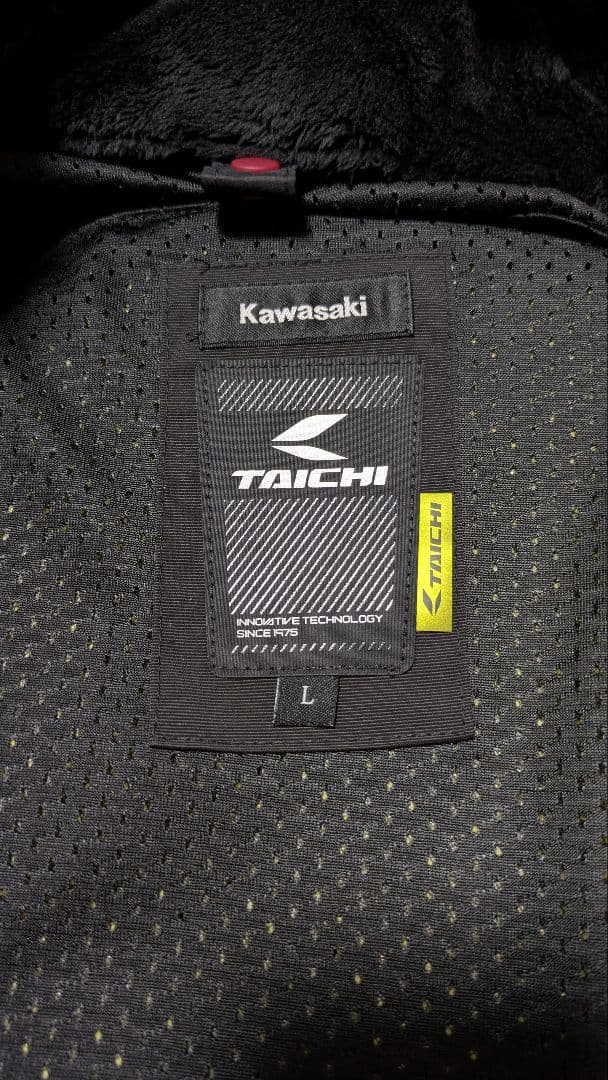 Kawasaki
TAICHI
TAICHI
INNOVATIVE TECHNOLOGY
SINCE 1975
L